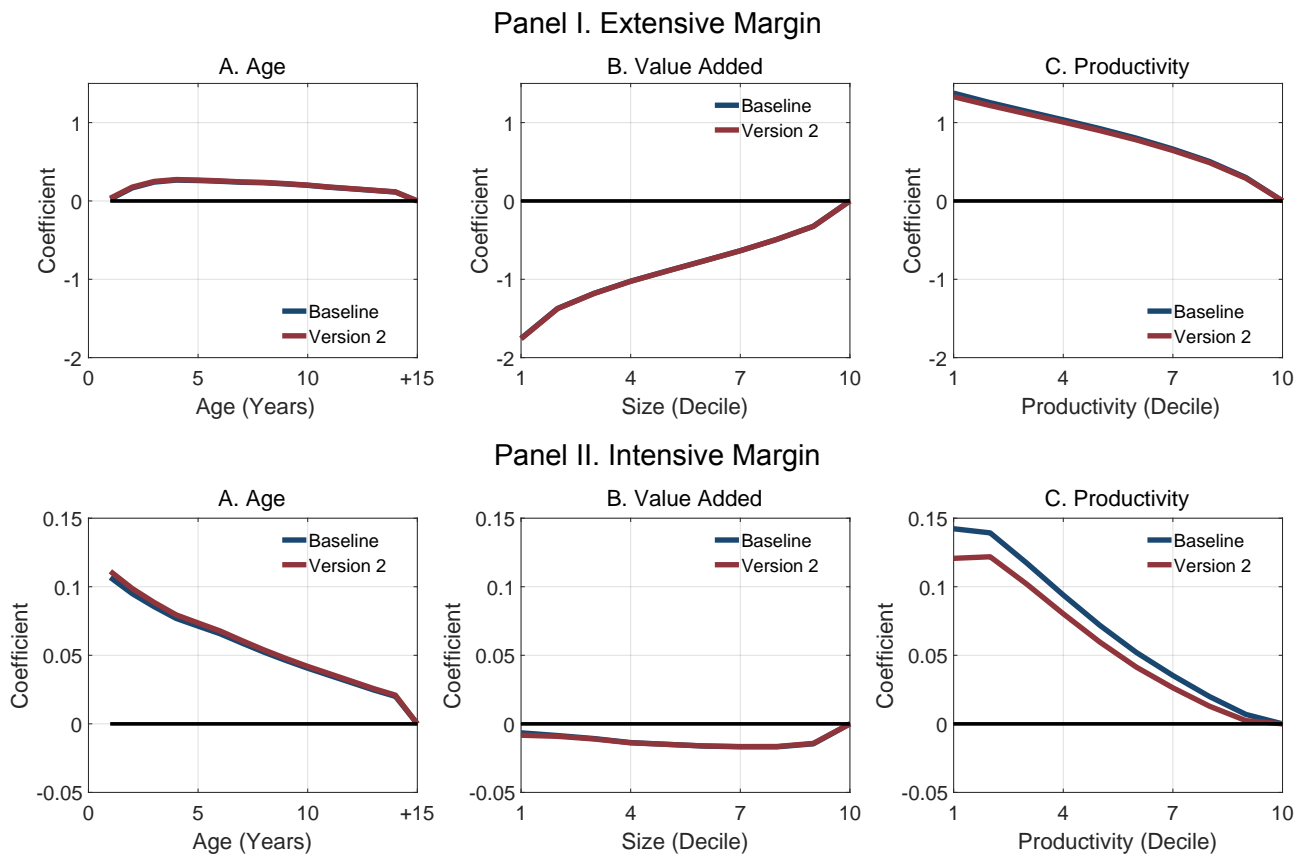 Panel I. Extensive Margin
A. Age
Coefficient
1
0
-1
-2
Baseline
Version 2
0
5
10
+15
Age (Years)
B. Value Added
Coefficient
1
0
-1
-2
Baseline
Version 2
1
4
7
10
Size (Decile)
C. Productivity
Coefficient
1
0
-1
-2
Baseline
Version 2
1
4
7
10
Productivity (Decile)
Panel II. Intensive Margin
A. Age
Coefficient
0.15
0.1
0.05
0
-0.05
Baseline
Version 2
0
5
10
+15
Age (Years)
B. Value Added
Coefficient
0.15
0.1
0.05
0
-0.05
Baseline
Version 2
1
4
7
10
Size (Decile)
C. Productivity
Coefficient
0.15
0.1
0.05
0
-0.05
Baseline
Version 2
1
4
7
10
Productivity (Decile)